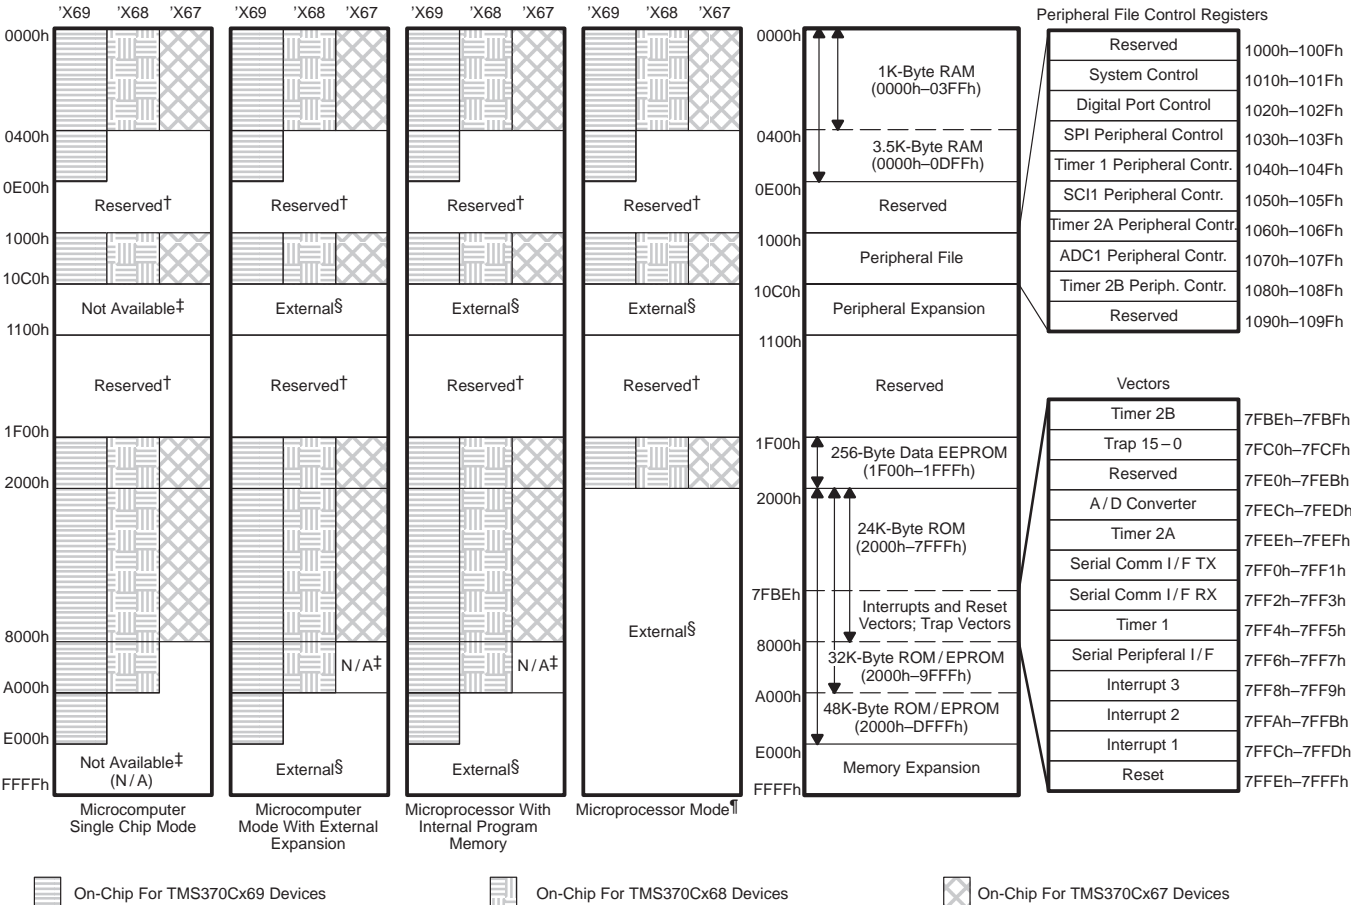 'X69 'X68 'X67
'X69 'X68 'X67
'X69 'X68 'X67
'X69 'X68 'X67
0000h
0400h
0E00h
Reserved†
1000h
10C0h
Not Available‡
1100h
Reserved†
1F00h
2000h
8000h
A000h
E000h
Not Available‡
(N/A)
FFFFh
Microcomputer
Single Chip Mode
Reserved†
External§
Reserved†
N/A‡
External§
Microcomputer
Mode With External
Expansion
Reserved†
External§
Reserved†
N/A‡
External§
Microprocessor With
Internal Program
Memory
Reserved†
External§
Reserved†
External§
Microprocessor Mode¶
0000h
1K-Byte RAM
(0000h–03FFh)
0400h
3.5K-Byte RAM
(0000h–0DFFh)
0E00h
Reserved
1000h
Peripheral File
10C0h
Peripheral Expansion
1100h
Reserved
1F00h
256-Byte Data EEPROM
(1F00h–1FFFh)
2000h
24K-Byte ROM
(2000h–7FFFh)
7FBEh
Interrupts and Reset
Vectors; Trap Vectors
8000h
32K-Byte ROM/EPROM
(2000h–9FFFh)
A000h
48K-Byte ROM/EPROM
(2000h–DFFFh)
E000h
Memory Expansion
FFFFh
Peripheral File Control Registers
Reserved 1000h–100Fh
System Control 1010h–101Fh
Digital Port Control 1020h–102Fh
SPI Peripheral Control 1030h–103Fh
Timer 1 Peripheral Contr. 1040h–104Fh
SCI1 Peripheral Contr. 1050h–105Fh
Timer 2A Peripheral Contr. 1060h–106Fh
ADC1 Peripheral Contr. 1070h–107Fh
Timer 2B Periph. Contr. 1080h–108Fh
Reserved 1090h–109Fh
Vectors
Timer 2B 7FBEh–7FBFh
Trap 15–0 7FC0h–7FCFh
Reserved 7FE0h–7FEBh
A/D Converter 7FECh–7FEDh
Timer 2A 7FEEh–7FEFh
Serial Comm I/F TX 7FF0h–7FF1h
Serial Comm I/F RX 7FF2h–7FF3h
Timer 1 7FF4h–7FF5h
Serial Peripferal I/F 7FF6h–7FF7h
Interrupt 3 7FF8h–7FF9h
Interrupt 2 7FFAh–7FFBh
Interrupt 1 7FFCh–7FFDh
Reset 7FFEh–7FFFh
On-Chip For TMS370Cx69 Devices
On-Chip For TMS370Cx68 Devices
On-Chip For TMS370Cx67 Devices